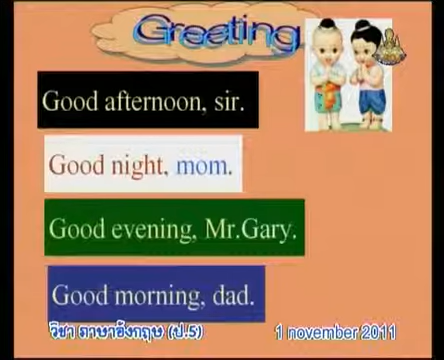 Greeting
Good afternoon, sir.
Good night, mom.
Good evening, Mr.Gary.
Good morning, dad.
วิชา ภาษาอังกฤษ (ป.5)
1 november 2011